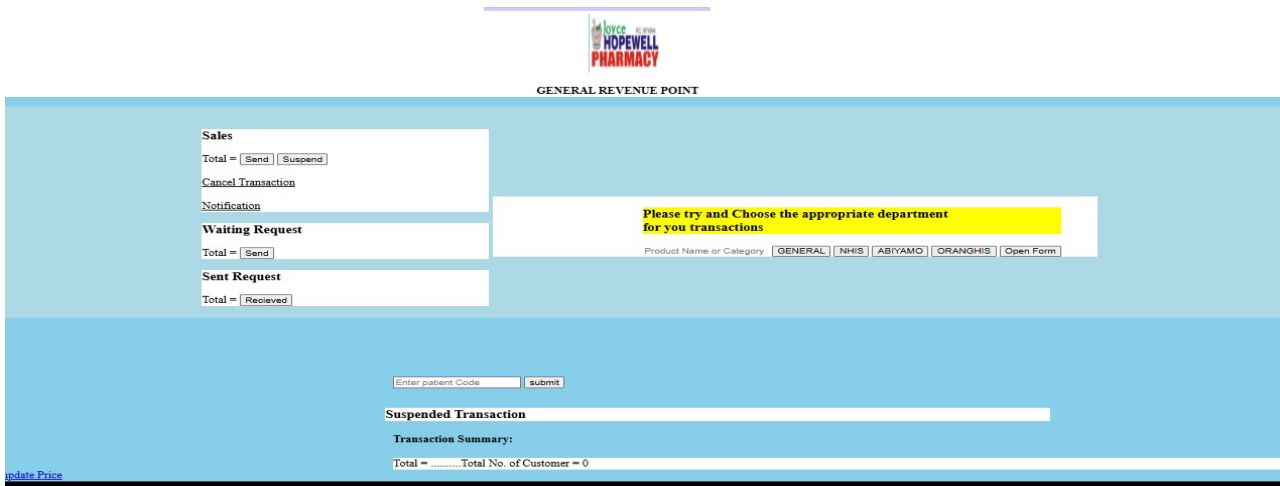 Joyce
HOPEWELL
PHARMACY
GENERAL REVENUE POINT
Sales
Total = Send Suspend
Cancel Transaction
Notification
Waiting Request
Total = Send
Sent Request
Total = Recieved
Please try and Choose the appropriate department
for you transactions
Product Name or Category GENERAL NHIS ABIYAMO ORANGHIS Open Form
Enter patient Code submit
Suspended Transaction
Transaction Summary:
Total = ..........Total No. of Customer = 0
update Price